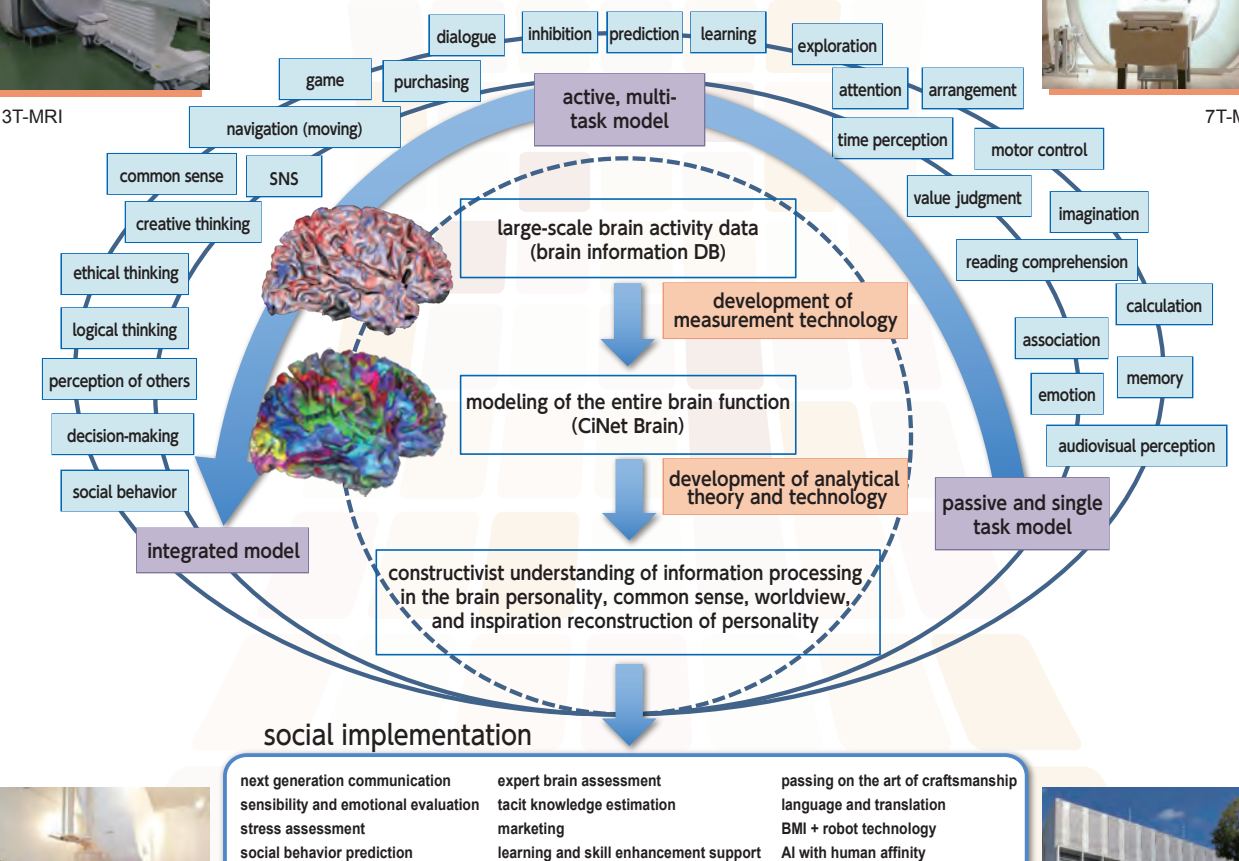 dialogue
inhibition
prediction
learning
exploration
game
purchasing
attention
arrangement
3T-MRI
7T-M
active, multi-
task model
navigation (moving)
time perception
motor control
common sense
SNS
value judgment
imagination
creative thinking
large-scale brain activity data
(brain information DB)
ethical thinking
reading comprehension
development of
measurement technology
calculation
logical thinking
association
perception of others
memory
emotion
modeling of the entire brain function
(CiNet Brain)
decision-making
audiovisual perception
development of analytical
theory and technology
social behavior
passive and single
task model
integrated model
constructivist understanding of information processing
in the brain personality, common sense, worldview,
and inspiration reconstruction of personality
social implementation
next generation communication
sensibility and emotional evaluation
stress assessment
social behavior prediction
expert brain assessment
tacit knowledge estimation
marketing
learning and skill enhancement support
passing on the art of craftsmanship
language and translation
BMI + robot technology
AI with human affinity